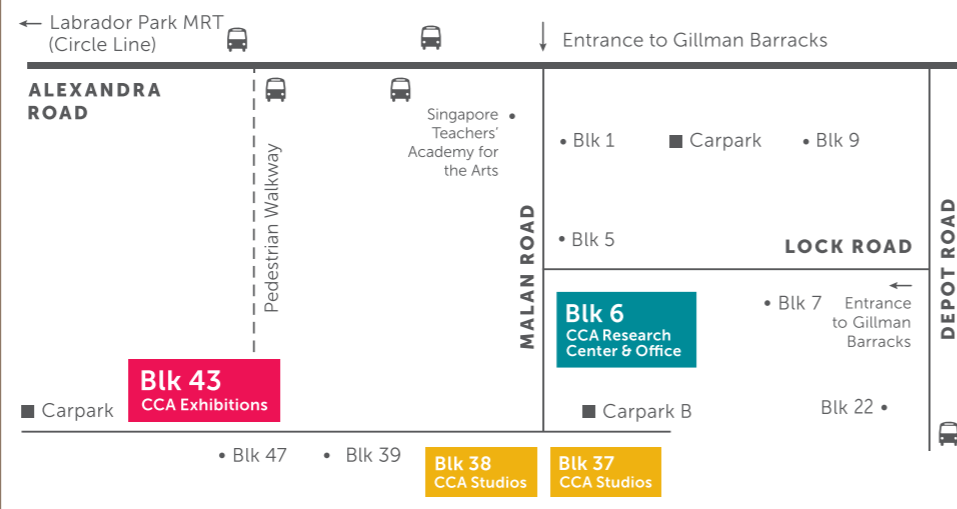 ← Labrador Park MRT
(Circle Line)
↓ Entrance to Gillman Barracks
ALEXANDRA
ROAD
Pedestrian Walkway
Singapore
Teachers'
Academy for
the Arts
• Blk 1
Carpark
• Blk 9
MALAN ROAD
• Blk 5
LOCK ROAD
DEPOT ROAD
Blk 6
CCA Research
Center & Office
• Blk 7
← Entrance
to Gillman
Barracks
Blk 43
CCA Exhibitions
Carpark
Carpark B
Blk 22 •
• Blk 47
• Blk 39
Blk 38
CCA Studios
Blk 37
CCA Studios